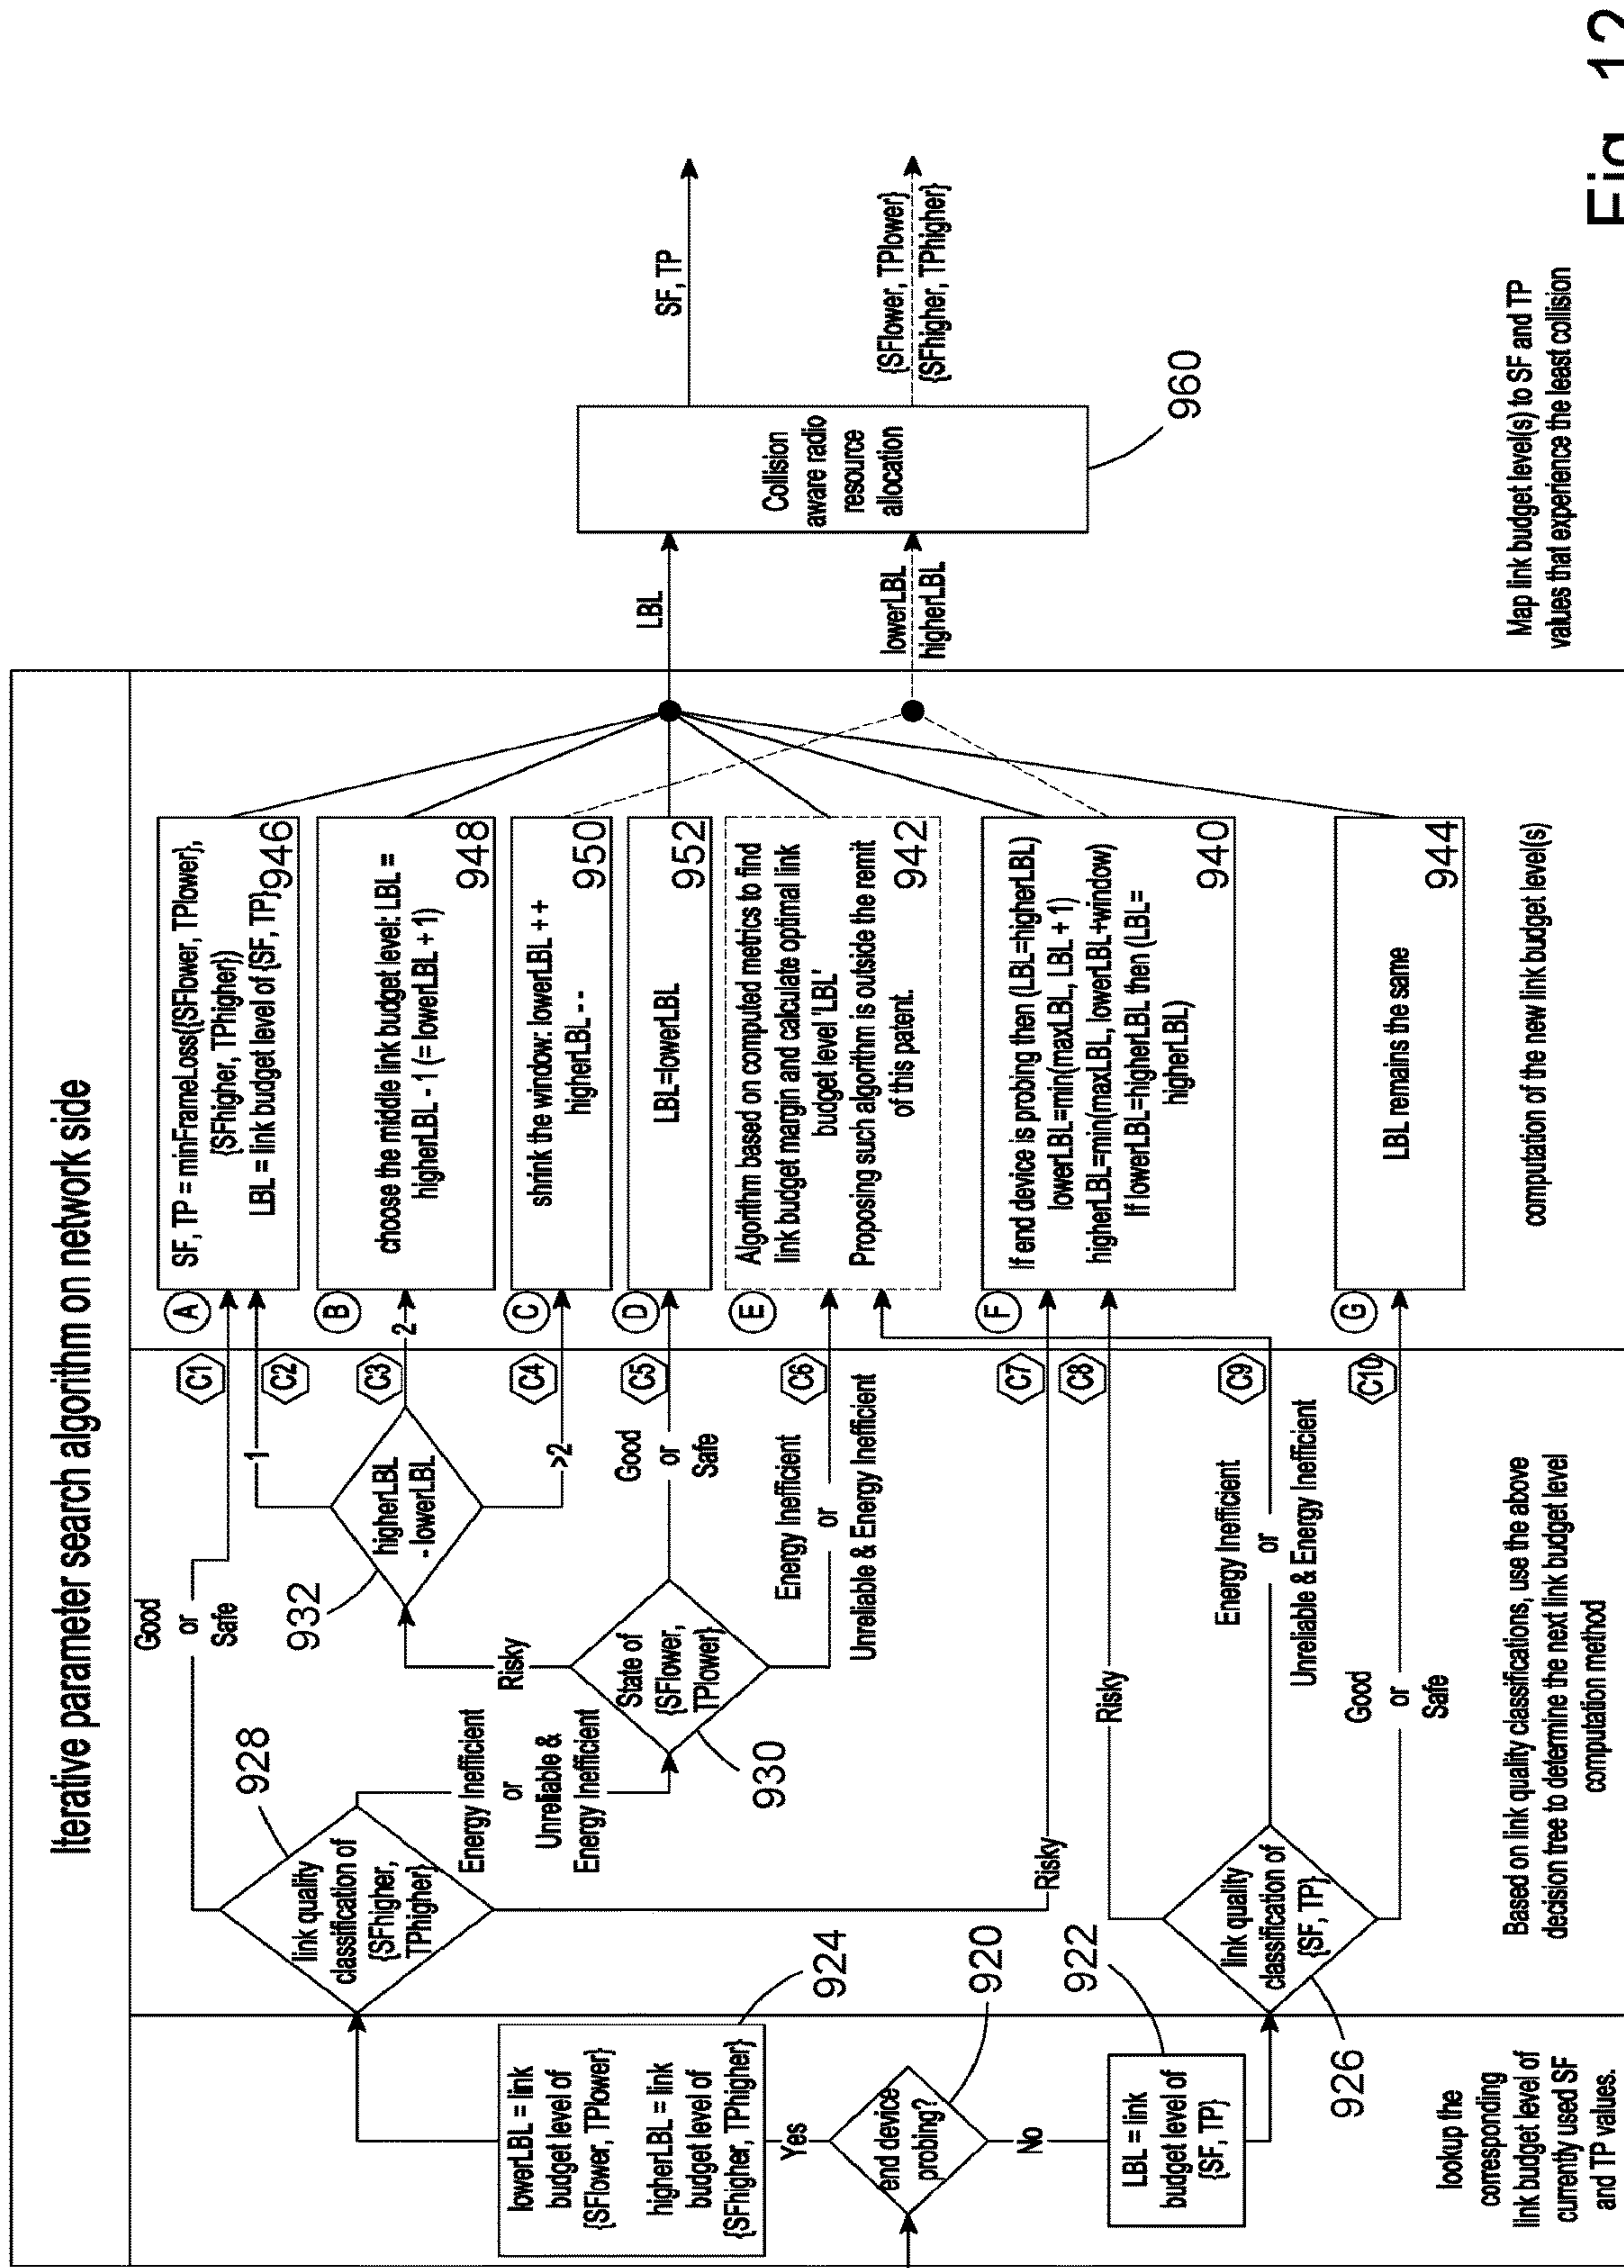 Iterative parameter search algorithm on network side
lowerLBL = link
budget level of
{SFlower, TPlower}
higherLBL = link
budget level of
{SFhigher, TPhigher}
924
Yes
end device
probing?
920
No
LBL = link
budget level of
{SF, TP}
922
lookup the
corresponding
link budget level of
currently used SF
and TP values.
link quality
classification of
{SFhigher,
TPhigher}
928
Good
or
Safe
Energy Inefficient
or
Unreliable &
Energy Inefficient
Risky
State of
{SFlower,
TPlower}
930
Risky
higherLBL
- lowerLBL
932
1
2
>2
Good
or
Safe
Energy Inefficient
or
Unreliable & Energy Inefficient
link quality
classification of
{SF, TP}
926
Risky
Energy Inefficient
or
Unreliable & Energy Inefficient
Good
or
Safe
C1
C2
C3
C4
C5
C6
C7
C8
C9
C10
Based on link quality classifications, use the above
decision tree to determine the next link budget level
computation method
A
SF, TP = minFrameLoss({SFlower, TPlower},
{SFhigher, TPhigher})
LBL = link budget level of {SF, TP}
946
B
choose the middle link budget level: LBL =
higherLBL - 1 (= lowerLBL + 1)
948
C
shrink the window: lowerLBL + +
higherLBL - -
950
D
LBL=lowerLBL
952
E
Algorithm based on computed metrics to find
link budget margin and calculate optimal link
budget level 'LBL'
Proposing such algorithm is outside the remit
of this patent.
942
F
If end device is probing then (LBL=higherLBL)
lowerLBL=min(maxLBL, LBL + 1)
higherLBL=min(maxLBL, lowerLBL+window)
If lowerLBL=higherLBL then (LBL=
higherLBL)
940
G
LBL remains the same
944
computation of the new link budget level(s)
LBL
lowerLBL
higherLBL
Collision
aware radio
resource
allocation
960
SF, TP
{SFlower, TPlower}
{SFhigher, TPhigher}
Map link budget level(s) to SF and TP
values that experience the least collision
Fig. 12